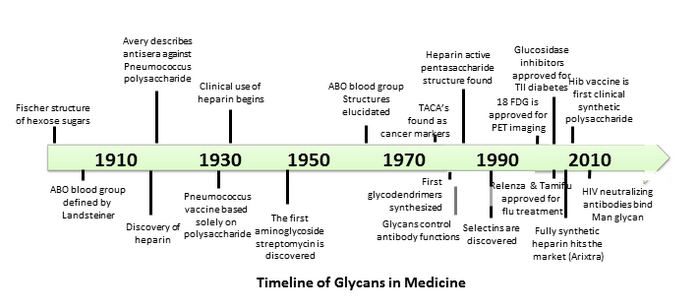 Avery describes
antisera against
Pneumococcus
polysaccharide
Fischer structure
of hexose sugars
Clinical use of
heparin begins
ABO blood group
Structures
elucidated
TACA's
found as
cancer markers
Heparin active
pentasaccharide
structure found
Glucosidase
inhibitors
approved for
TII diabetes
18 FDG is
approved for
PET imaging
Hib vaccine is
first clinical
synthetic
polysaccharide
1910 1930 1950 1970 1990 2010
ABO blood group
defined by
Landsteiner
Discovery of
heparin
Pneumococcus
vaccine based
solely on
polysaccharide
The first
aminoglycoside
streptomycin is
discovered
First
glycodendrimers
synthesized
Glycans control
antibody functions
Selectins are
discovered
Relenza & Tamiflu
approved for
flu treatment
Fully synthetic
heparin hits the
market (Arixtra)
HIV neutralizing
antibodies bind
Man glycan
Timeline of Glycans in Medicine